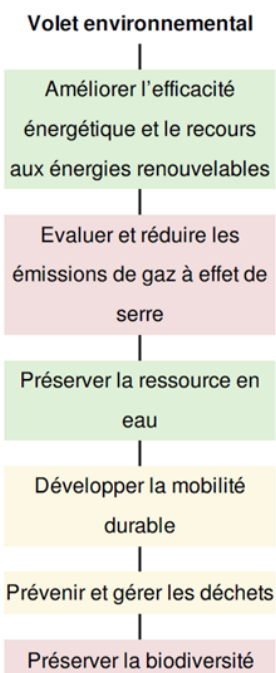 Volet environnemental
Améliorer l'efficacité
énergétique et le recours
aux énergies renouvelables
Evaluer et réduire les
émissions de gaz à effet de
serre
Préserver la ressource en
eau
Développer la mobilité
durable
Prévenir et gérer les déchets
Préserver la biodiversité